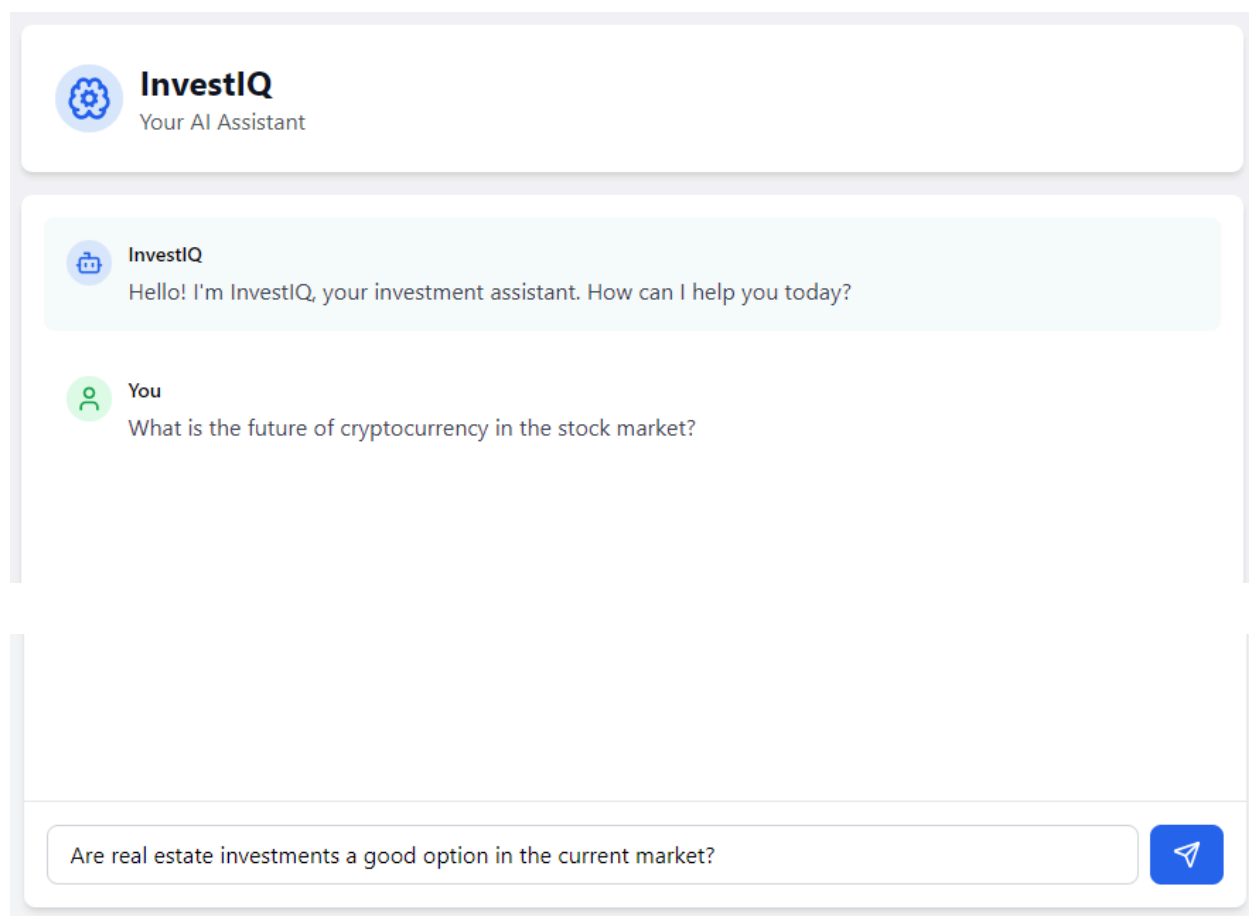 InvestIQ
Your AI Assistant
InvestIQ
Hello! I'm InvestIQ, your investment assistant. How can I help you today?
You
What is the future of cryptocurrency in the stock market?
Are real estate investments a good option in the current market?